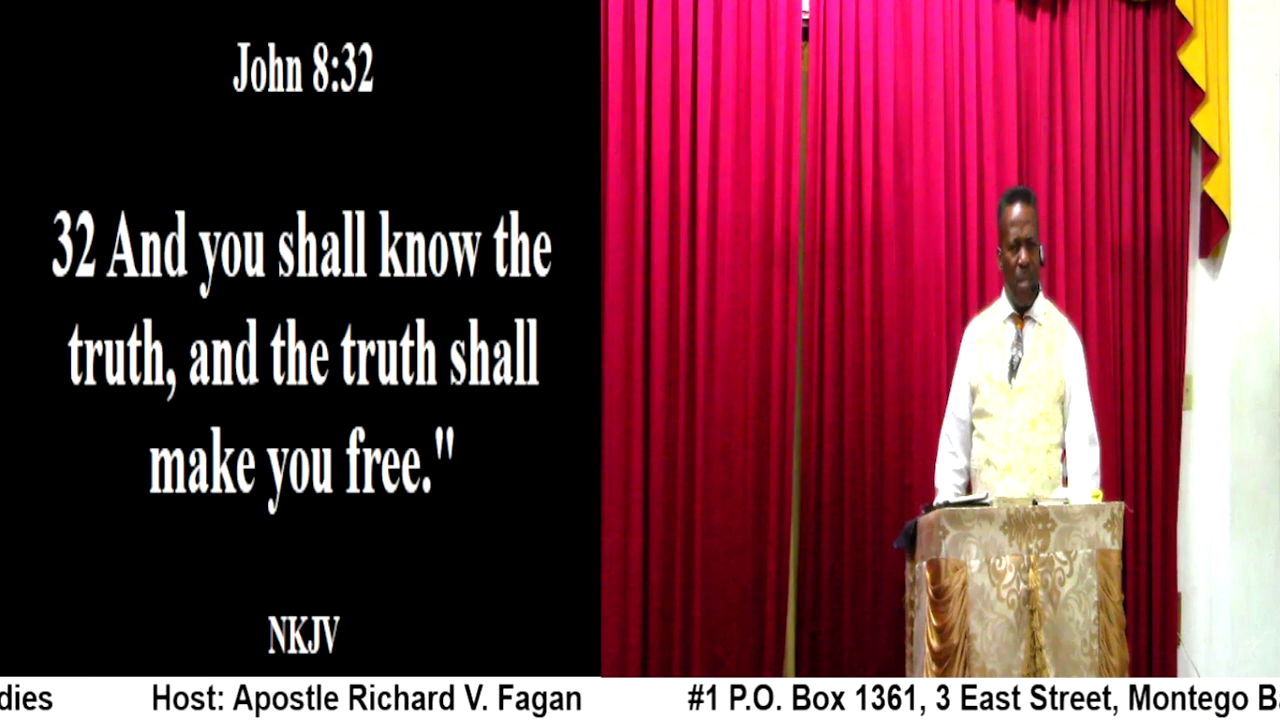 John 8:32
32 And you shall know the
truth, and the truth shall
make you free."
NKJV
dies Host: Apostle Richard V. Fagan #1 P.O. Box 1361, 3 East Street, Montego B